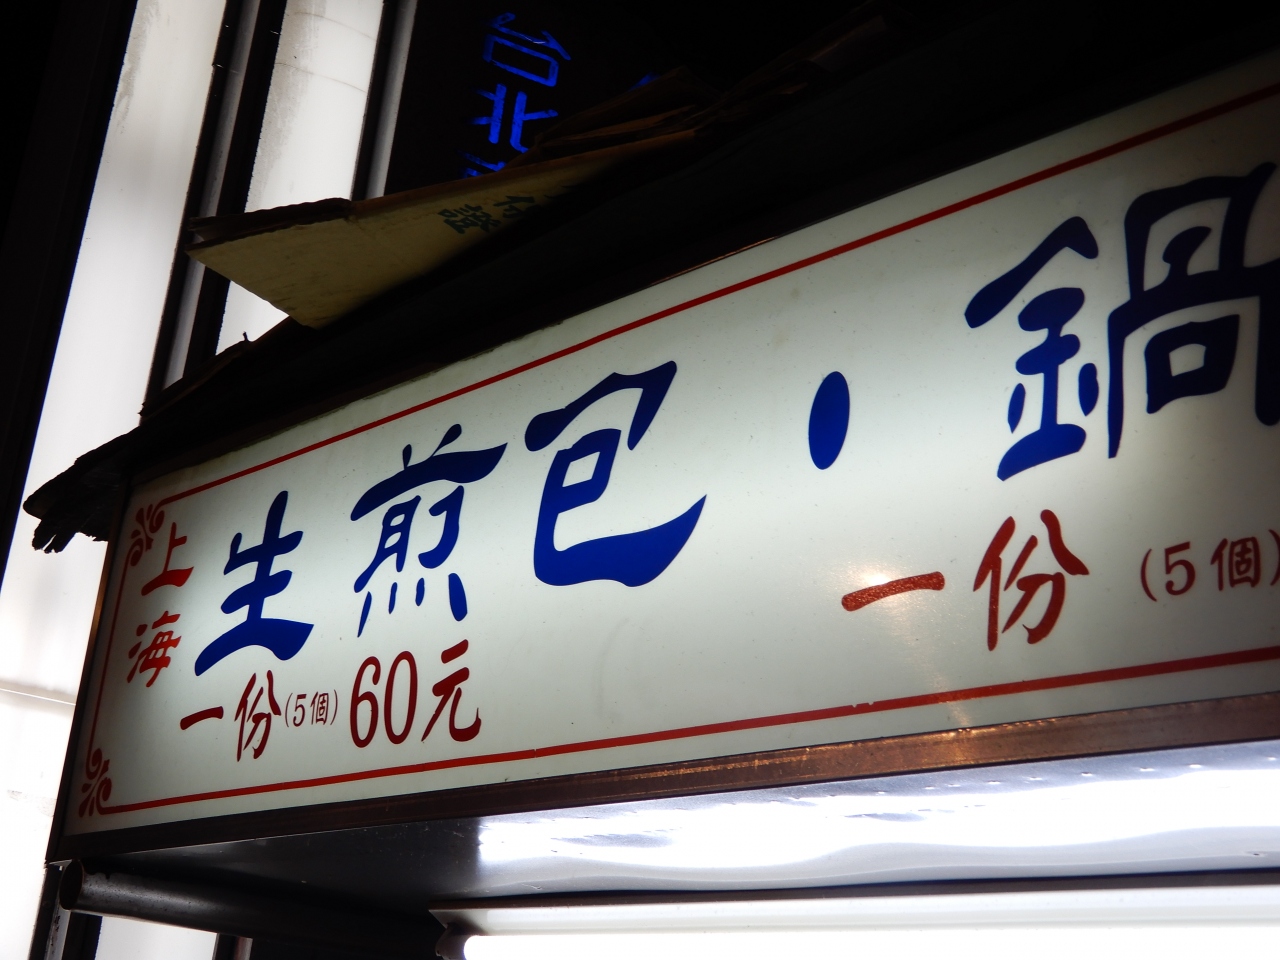 台北
上海
生煎包・鍋
一份(5個)60元
一份(5個)